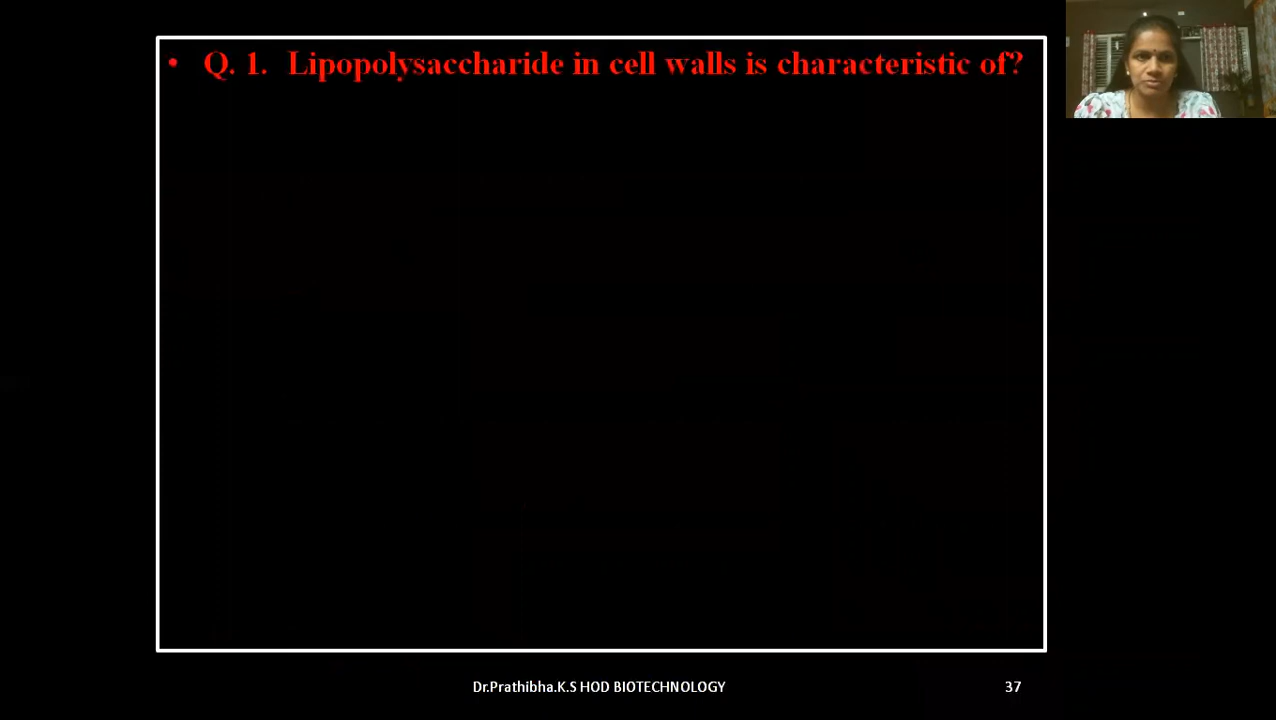 • Q. 1. Lipopolysaccharide in cell walls is characteristic of?
Dr.Prathibha.K.S HOD BIOTECHNOLOGY
37